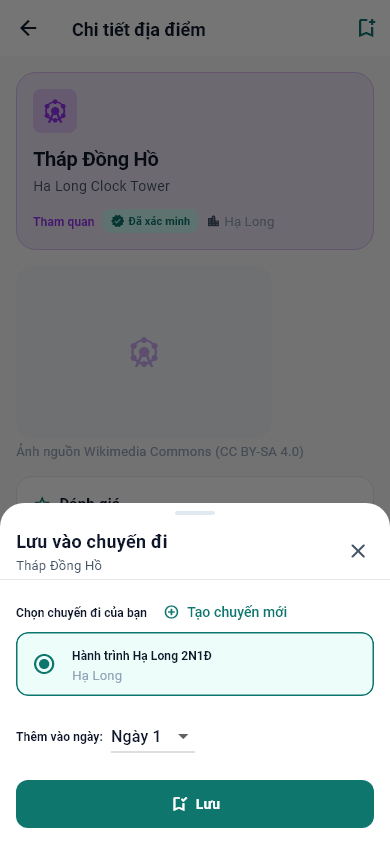 Chi tiết địa điểm
Tháp Đồng Hồ
Ha Long Clock Tower
Tham quan Đã xác minh Hạ Long
Ảnh nguồn Wikimedia Commons (CC BY-SA 4.0)
Đánh giá
Lưu vào chuyến đi
Tháp Đồng Hồ
Chọn chuyến đi của bạn Tạo chuyến mới
Hành trình Hạ Long 2N1Đ
Hạ Long
Thêm vào ngày: Ngày 1
Lưu